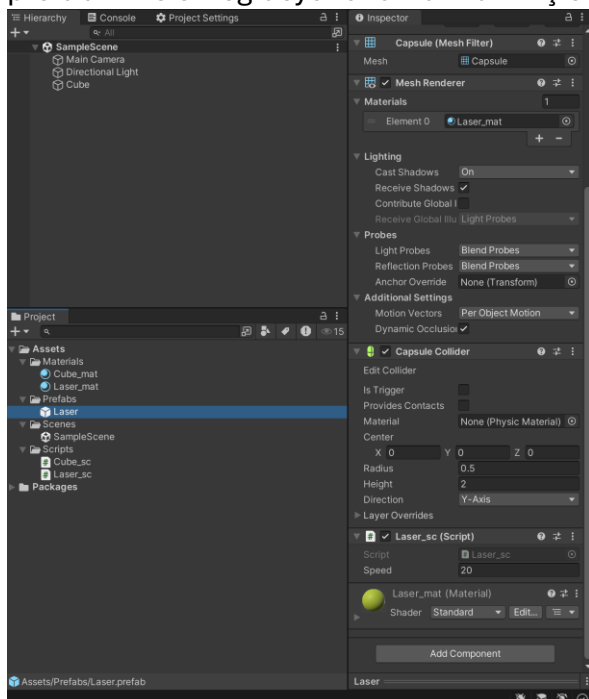 Hierarchy
Console
Project Settings
All
SampleScene
Main Camera
Directional Light
Cube
Project
15
Assets
Materials
Cube_mat
Laser_mat
Prefabs
Laser
Scenes
SampleScene
Scripts
Cube_sc
Laser_sc
Packages
Assets/Prefabs/Laser.prefab
Inspector
Capsule (Mesh Filter)
Mesh Capsule
Mesh Renderer
Materials 1
Element 0 Laser_mat
+ -
Lighting
Cast Shadows On
Receive Shadows
Contribute Global I
Receive Global Illu Light Probes
Probes
Light Probes Blend Probes
Reflection Probes Blend Probes
Anchor Override None (Transform)
Additional Settings
Motion Vectors Per Object Motion
Dynamic Occlusion
Capsule Collider
Edit Collider
Is Trigger
Provides Contacts
Material None (Physic Material)
Center
X 0 Y 0 Z 0
Radius 0.5
Height 2
Direction Y-Axis
Layer Overrides
Laser_sc (Script)
Script Laser_sc
Speed 20
Laser_mat (Material)
Shader Standard Edit...
Add Component
Laser